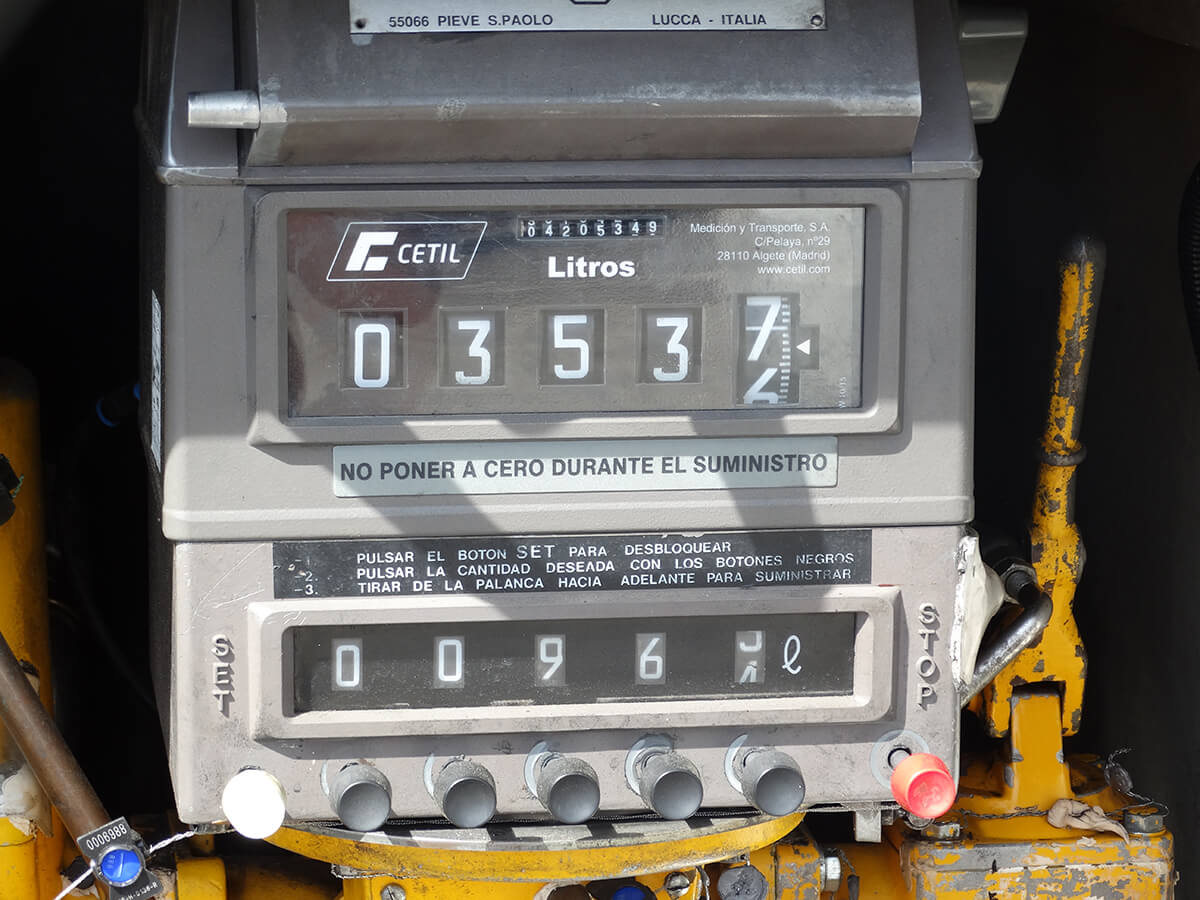 55066 PIEVE S.PAOLO LUCCA - ITALIA
CETIL
04205349
Litros
Medición y Transporte, S.A.
C/Pelaya, nº29
28110 Algete (Madrid)
www.cetil.com
0 3 5 3 7
6
NO PONER A CERO DURANTE EL SUMINISTRO
PULSAR EL BOTON SET PARA DESBLOQUEAR
2. PULSAR LA CANTIDAD DESEADA CON LOS BOTONES NEGROS
3. TIRAR DE LA PALANCA HACIA ADELANTE PARA SUMINISTRAR
SET
0 0 9 6 ℓ
STOP
0006988